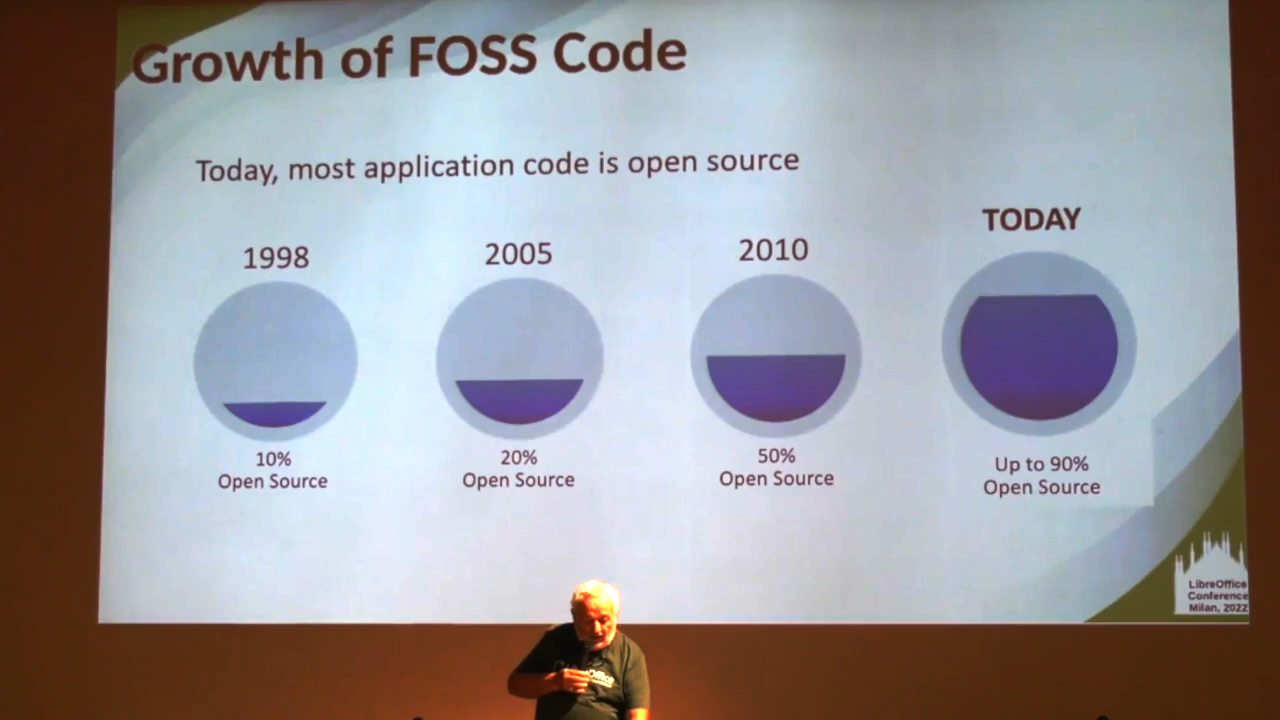 Growth of FOSS Code
Today, most application code is open source
1998
2005
2010
TODAY
10%
Open Source
20%
Open Source
50%
Open Source
Up to 90%
Open Source
LibreOffice
Conference
Milan, 2022